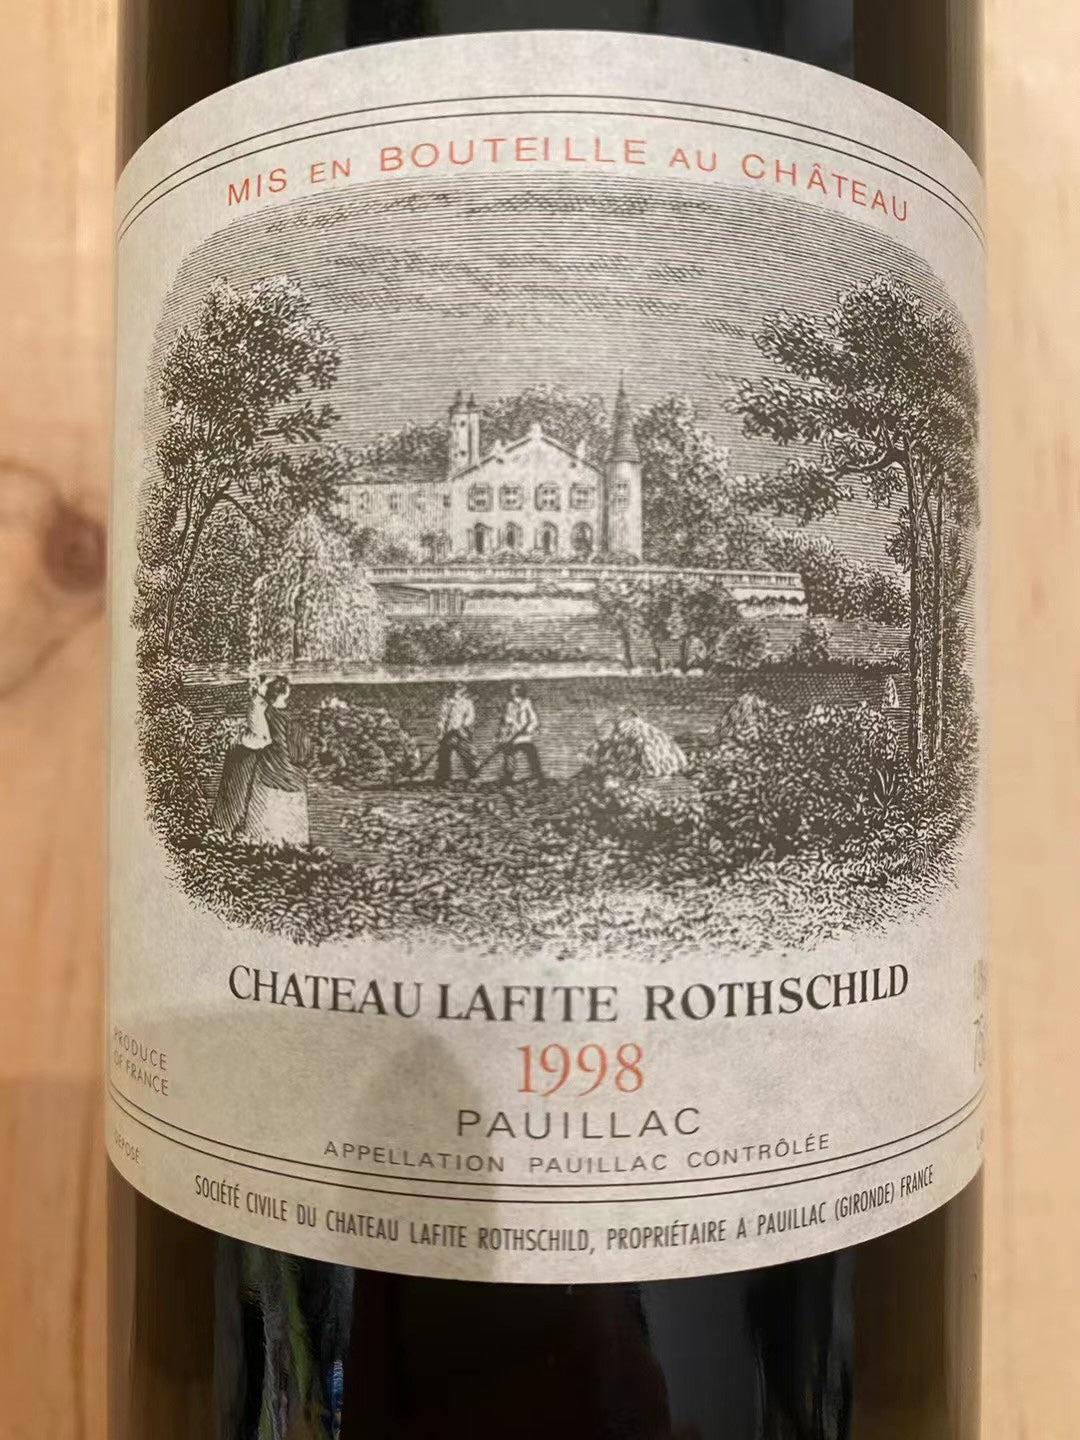 MIS EN BOUTEILLE AU CHÂTEAU
CHATEAU LAFITE ROTHSCHILD
1998
PRODUCE
OF FRANCE
PAUILLAC
APPELLATION PAUILLAC CONTRÔLÉE
DÉPOSÉ
SOCIÉTÉ CIVILE DU CHATEAU LAFITE ROTHSCHILD, PROPRIÉTAIRE A PAUILLAC (GIRONDE) FRANCE